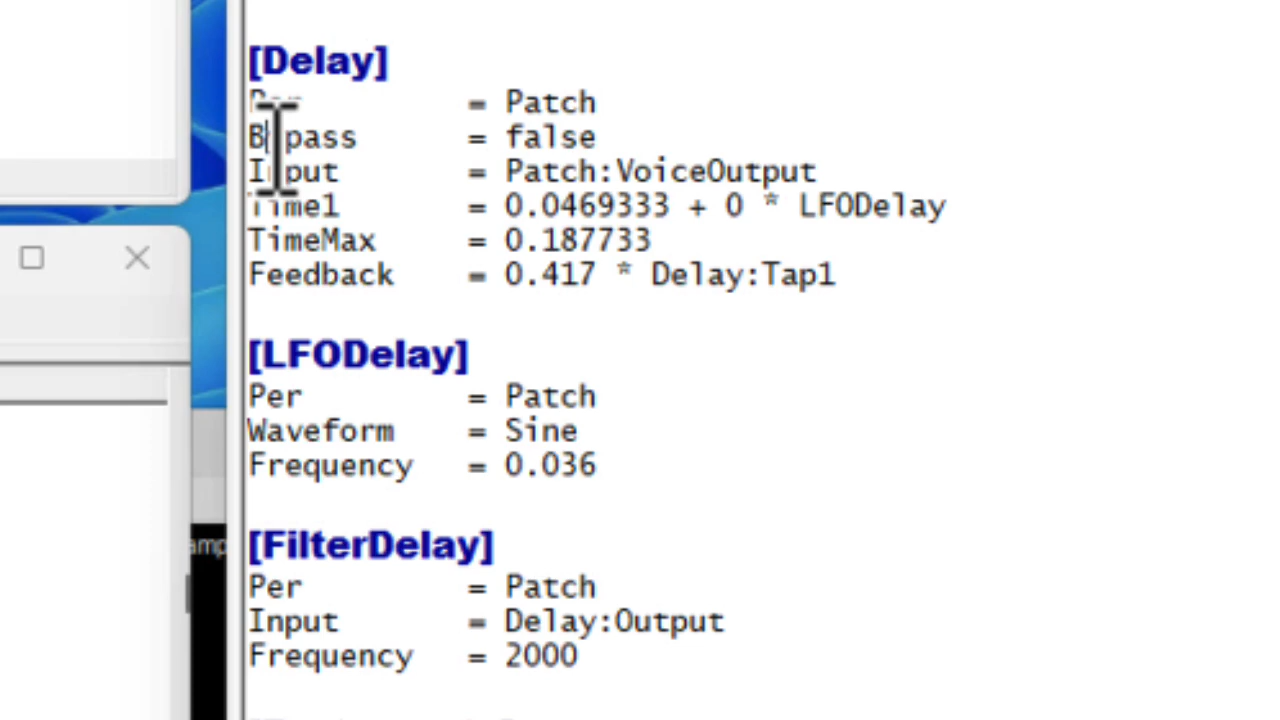 [Delay]
Per = Patch
Bypass = false
Input = Patch:VoiceOutput
Time1 = 0.0469333 + 0 * LFODelay
TimeMax = 0.187733
Feedback = 0.417 * Delay:Tap1
[LFODelay]
Per = Patch
Waveform = Sine
Frequency = 0.036
[FilterDelay]
Per = Patch
Input = Delay:Output
Frequency = 2000